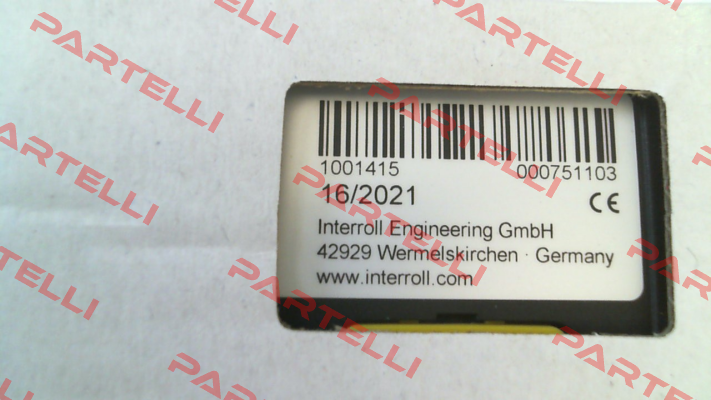 PARTELLI
PARTELLI
PARTELLI
1001415 000751103
16/2021 CE
Interroll Engineering GmbH
42929 Wermelskirchen · Germany
www.interroll.com
PARTELLI
PARTELLI
PARTELLI
PARTELLI
PARTELLI
PARTELLI